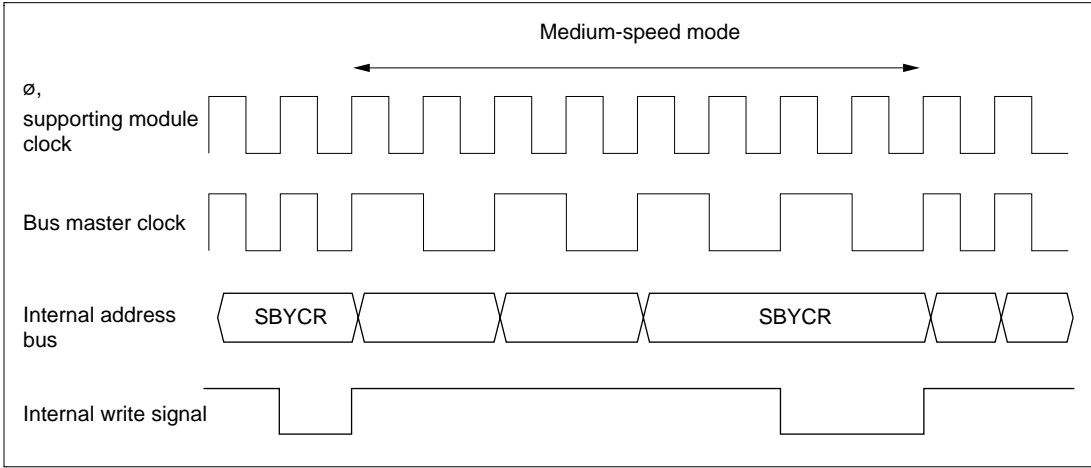 Medium-speed mode
ø,
supporting module
clock
Bus master clock
Internal address
bus
SBYCR
SBYCR
Internal write signal